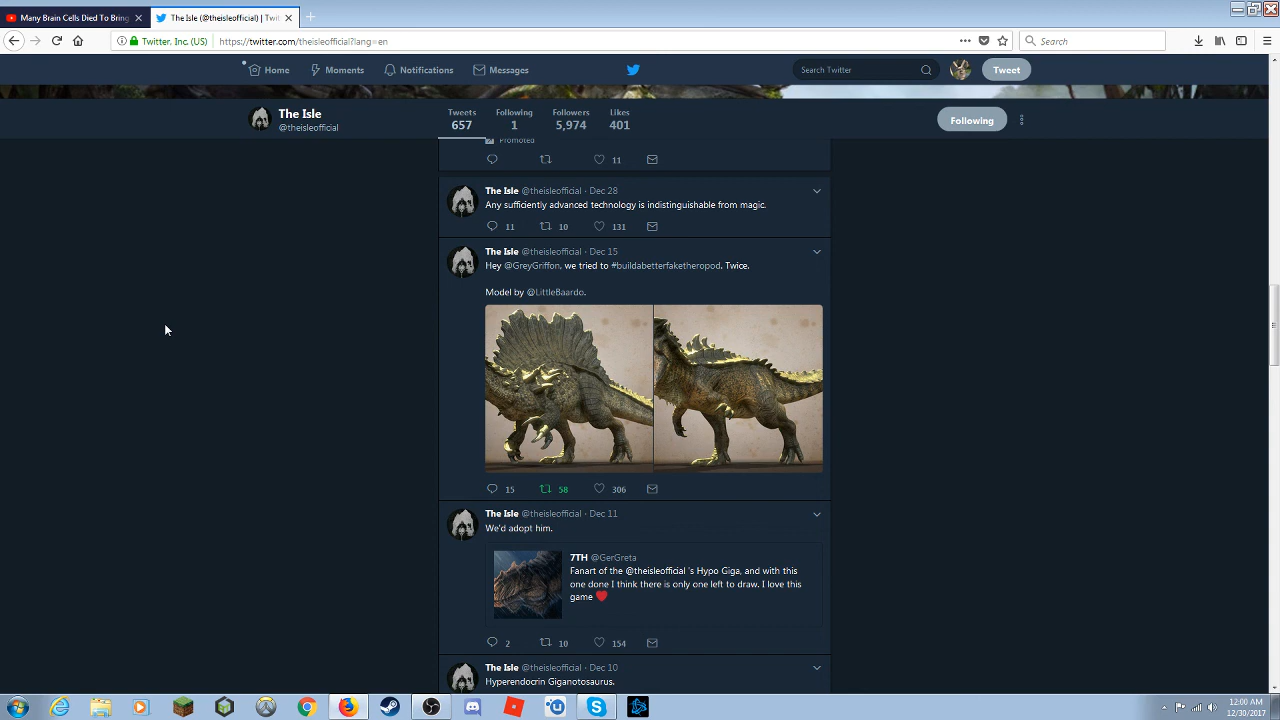 Many Brain Cells Died To Bring
The Isle (@theisleofficial) | Twit
Twitter, Inc. (US)
https://twitter.com/theisleofficial?lang=en
Search
Home
Moments
Notifications
Messages
Search Twitter
Tweet
The Isle
@theisleofficial
Tweets
657
Following
1
Followers
5,974
Likes
401
Following
Promoted
11
The Isle @theisleofficial · Dec 28
Any sufficiently advanced technology is indistinguishable from magic.
11 10 131
The Isle @theisleofficial · Dec 15
Hey @GreyGriffon, we tried to #buildabetterfaketheropod. Twice.
Model by @LittleBaardo.
15 58 306
The Isle @theisleofficial · Dec 11
We'd adopt him.
7TH @GerGreta
Fanart of the @theisleofficial 's Hypo Giga, and with this
one done I think there is only one left to draw. I love this
game ❤
2 10 154
The Isle @theisleofficial · Dec 10
Hyperendocrin Giganotosaurus.
12:00 AM
12/30/2017